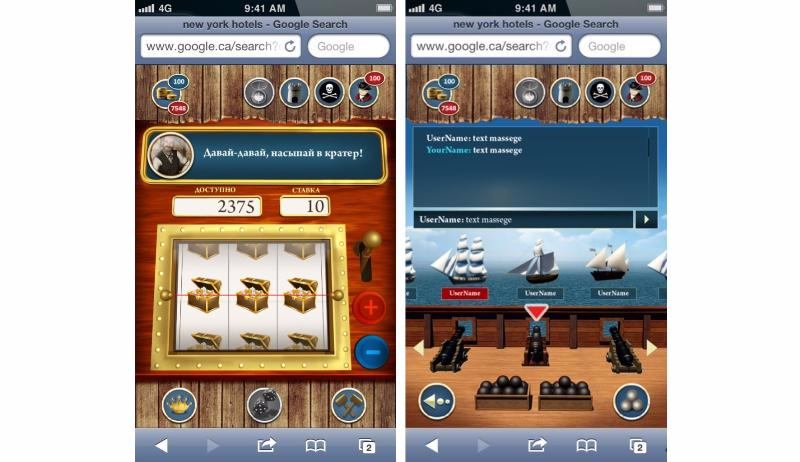 4G 9:41 AM
new york hotels - Google Search
www.google.ca/search?
Google
100
7548
100
Давай-давай, насыпай в кратер!
ДОСТУПНО
СТАВКА
2375
10
2
4G 9:41 AM
new york hotels - Google Search
www.google.ca/search?
Google
100
7548
100
UserName: text massege
YourName: text massege
UserName: text massege
UserName
UserName
UserName
2